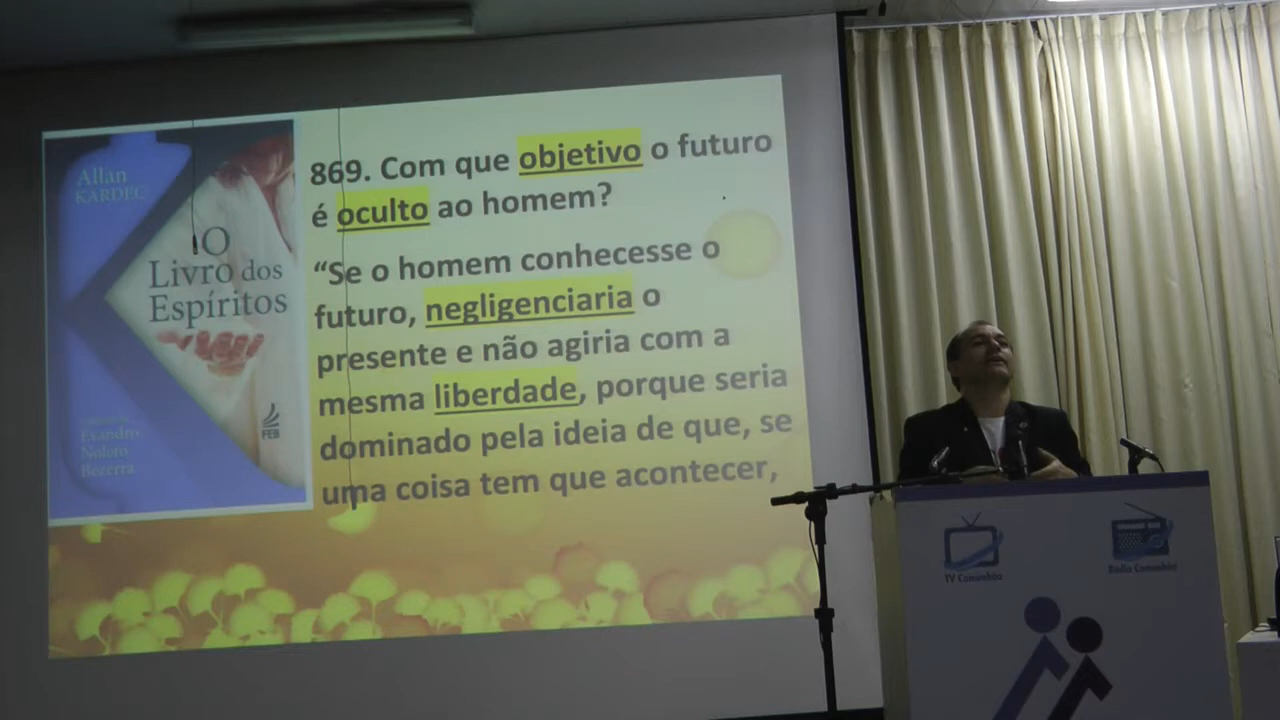 Allan
KARDEC
O
Livro dos
Espíritos
Evandro
Noleto
Bezerra
FEB
869. Com que objetivo o futuro
é oculto ao homem?
“Se o homem conhecesse o
futuro, negligenciaria o
presente e não agiria com a
mesma liberdade, porque seria
dominado pela ideia de que, se
uma coisa tem que acontecer,
TV Comunhão
Rádio Comunhão